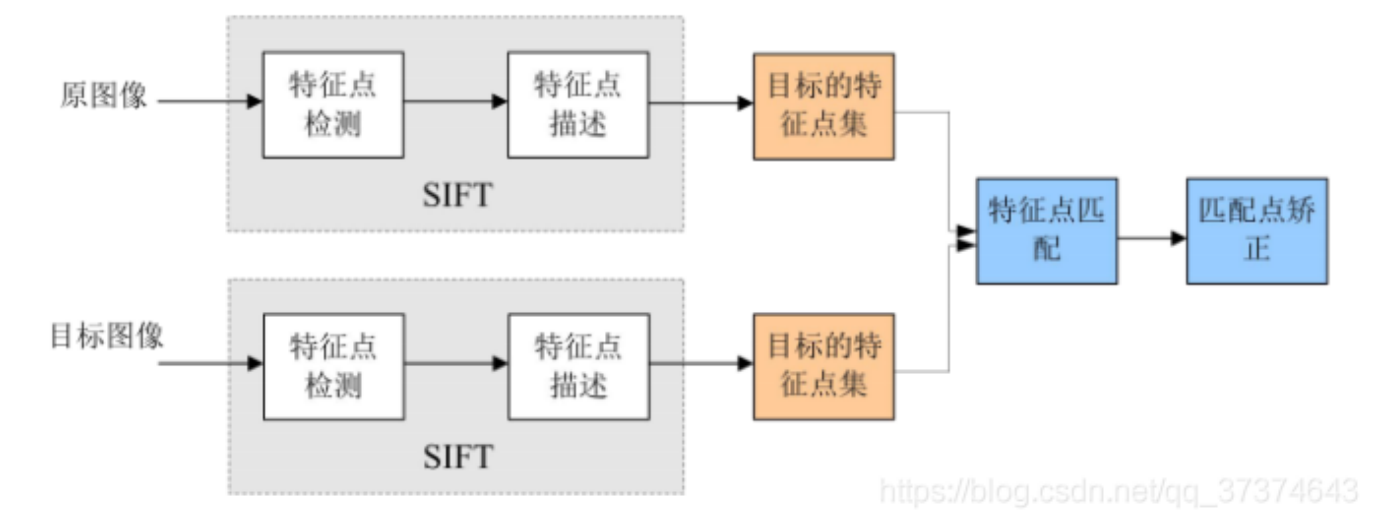 原图像
特征点
检测
特征点
描述
SIFT
目标的特
征点集
特征点匹
配
匹配点矫
正
目标图像
特征点
检测
特征点
描述
SIFT
目标的特
征点集
https://blog.csdn.net/qq_37374643